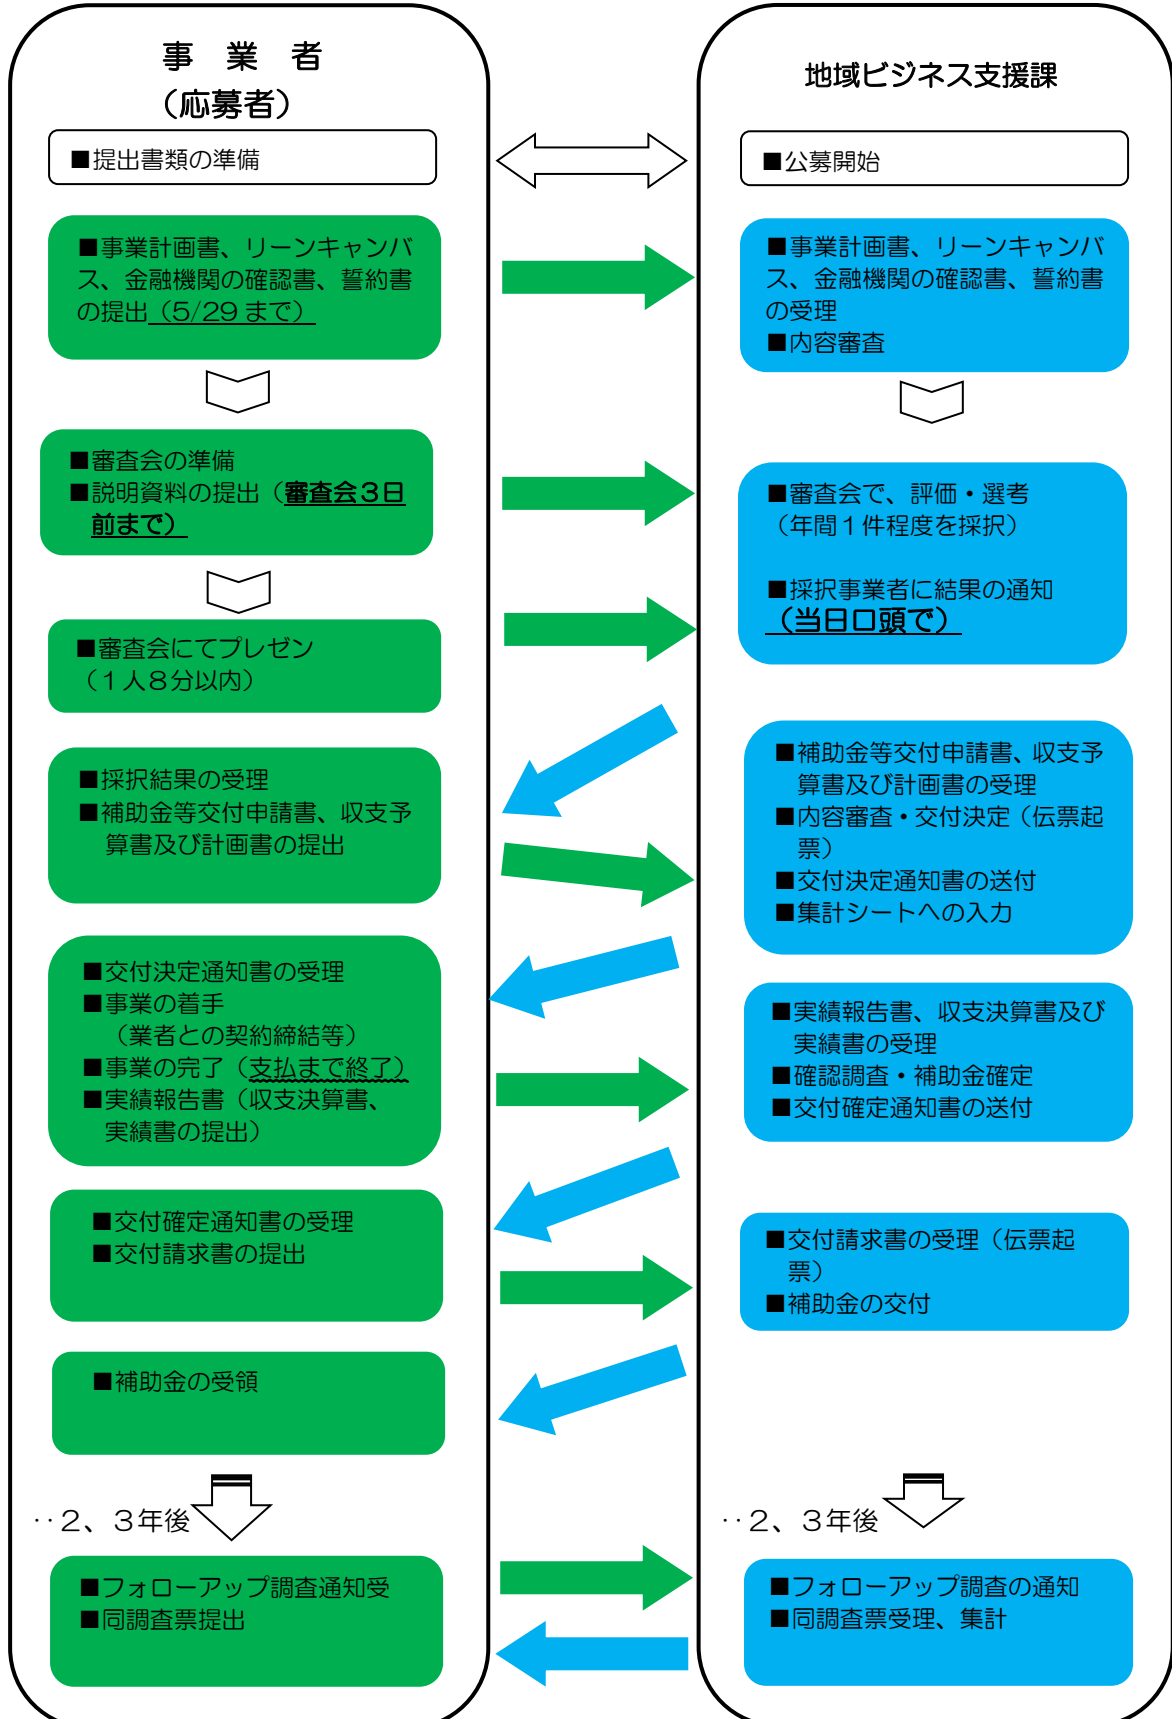 事　業　者
（応募者）
■提出書類の準備
■事業計画書、リーンキャンバ
ス、金融機関の確認書、誓約書
の提出（5/29 まで）
■審査会の準備
■説明資料の提出（審査会３日
前まで）
■審査会にてプレゼン
（１人８分以内）
■採択結果の受理
■補助金等交付申請書、収支予
算書及び計画書の提出
■交付決定通知書の受理
■事業の着手
（業者との契約締結等）
■事業の完了（支払まで終了）
■実績報告書（収支決算書、
実績書の提出）
■交付確定通知書の受理
■交付請求書の提出
■補助金の受領
‥２、３年後
■フォローアップ調査通知受
■同調査票提出
地域ビジネス支援課
■公募開始
■事業計画書、リーンキャンバ
ス、金融機関の確認書、誓約書
の受理
■内容審査
■審査会で、評価・選考
（年間１件程度を採択）
■採択事業者に結果の通知
（当日口頭で）
■補助金等交付申請書、収支予
算書及び計画書の受理
■内容審査・交付決定（伝票起
票）
■交付決定通知書の送付
■集計シートへの入力
■実績報告書、収支決算書及び
実績書の受理
■確認調査・補助金確定
■交付確定通知書の送付
■交付請求書の受理（伝票起
票）
■補助金の交付
‥２、３年後
■フォローアップ調査の通知
■同調査票受理、集計